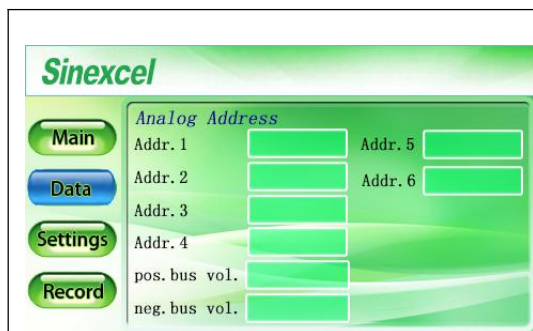 Sinexcel
Main
Data
Settings
Record
Analog Address
Addr.1
Addr.2
Addr.3
Addr.4
pos.bus vol.
neg.bus vol.
Addr.5
Addr.6